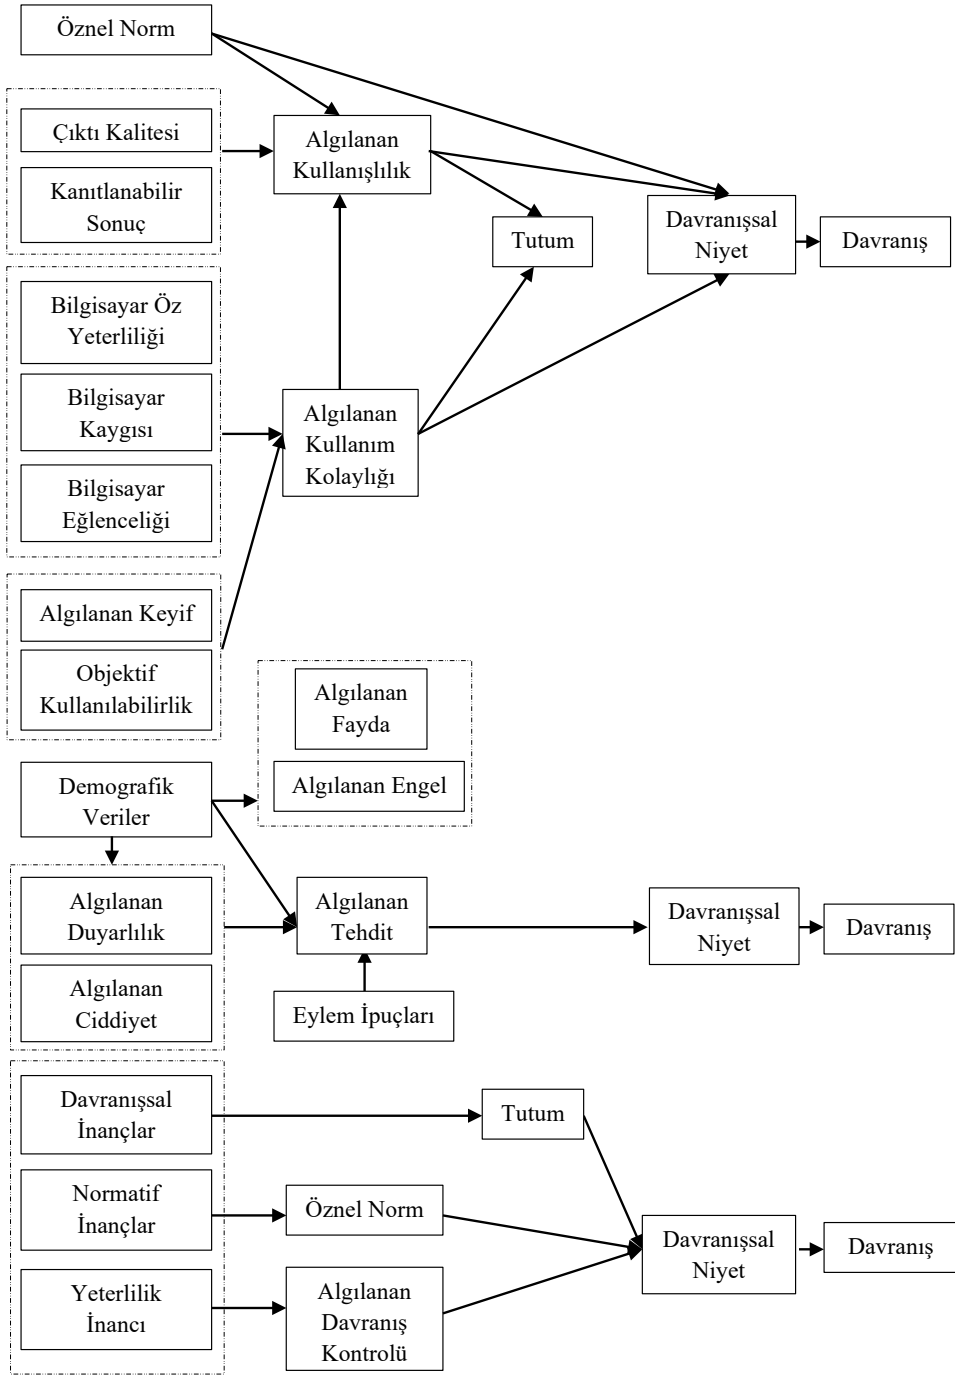 Öznel Norm
Çıktı Kalitesi
Kanıtlanabilir
Sonuç
Algılanan
Kullanışlılık
Tutum
Davranışsal
Niyet
Davranış
Bilgisayar Öz
Yeterliliği
Bilgisayar
Kaygısı
Bilgisayar
Eğlenceliği
Algılanan
Kullanım
Kolaylığı
Algılanan Keyif
Objektif
Kullanılabilirlik
Algılanan
Fayda
Algılanan Engel
Demografik
Veriler
Algılanan
Duyarlılık
Algılanan
Ciddiyet
Algılanan
Tehdit
Eylem İpuçları
Davranışsal
Niyet
Davranış
Davranışsal
İnançlar
Tutum
Normatif
İnançlar
Öznel Norm
Yeterlilik
İnancı
Algılanan
Davranış
Kontrolü
Davranışsal
Niyet
Davranış